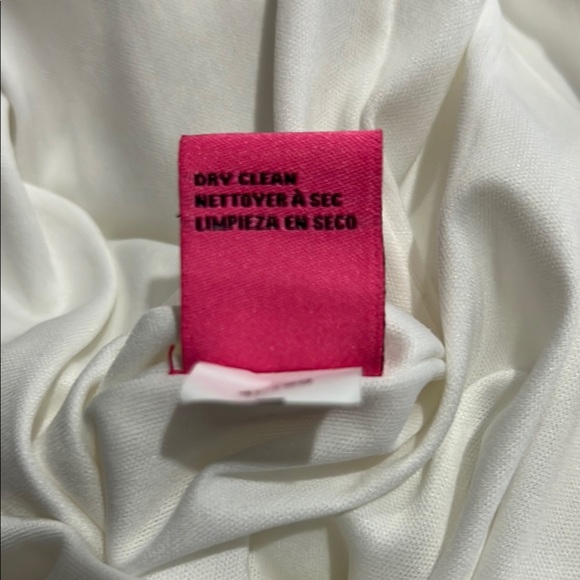 DRY CLEAN
NETTOYER À SEC
LIMPIEZA EN SECO